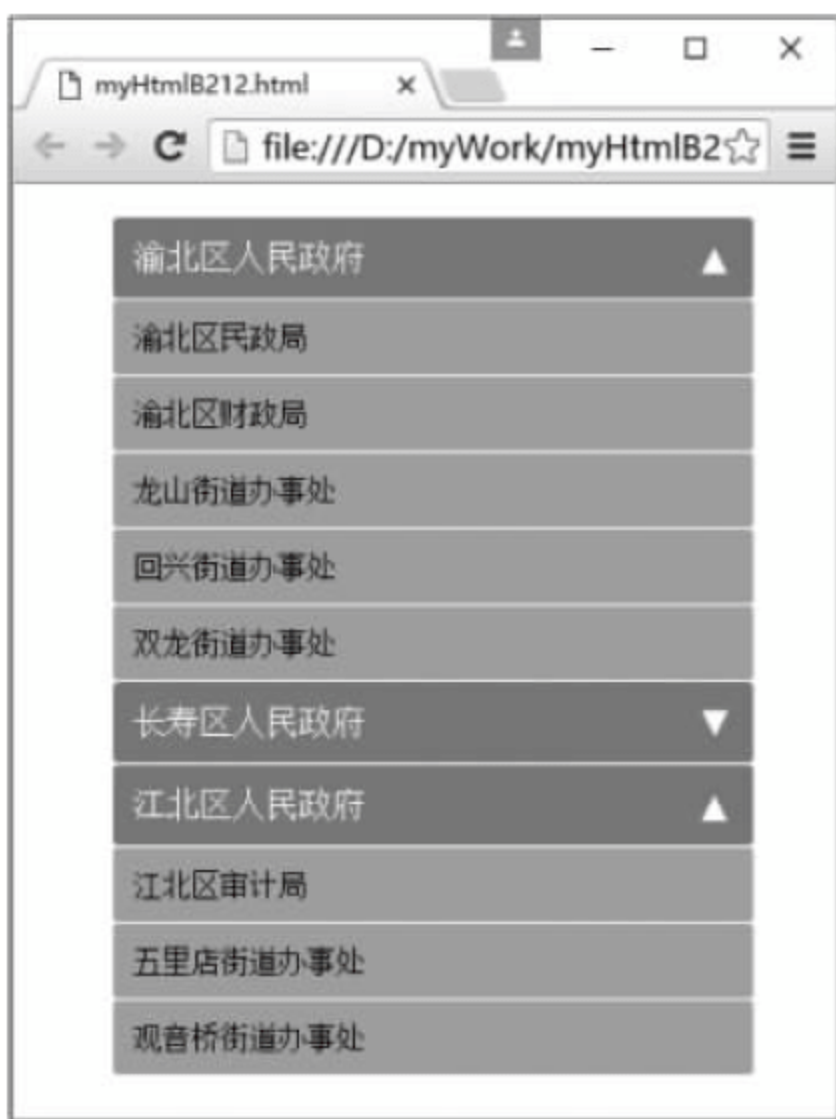 myHtmlB212.html
file:///D:/myWork/myHtmlB2
渝北区人民政府 ▲
渝北区民政局
渝北区财政局
龙山街道办事处
回兴街道办事处
双龙街道办事处
长寿区人民政府 ▼
江北区人民政府 ▲
江北区审计局
五里店街道办事处
观音桥街道办事处